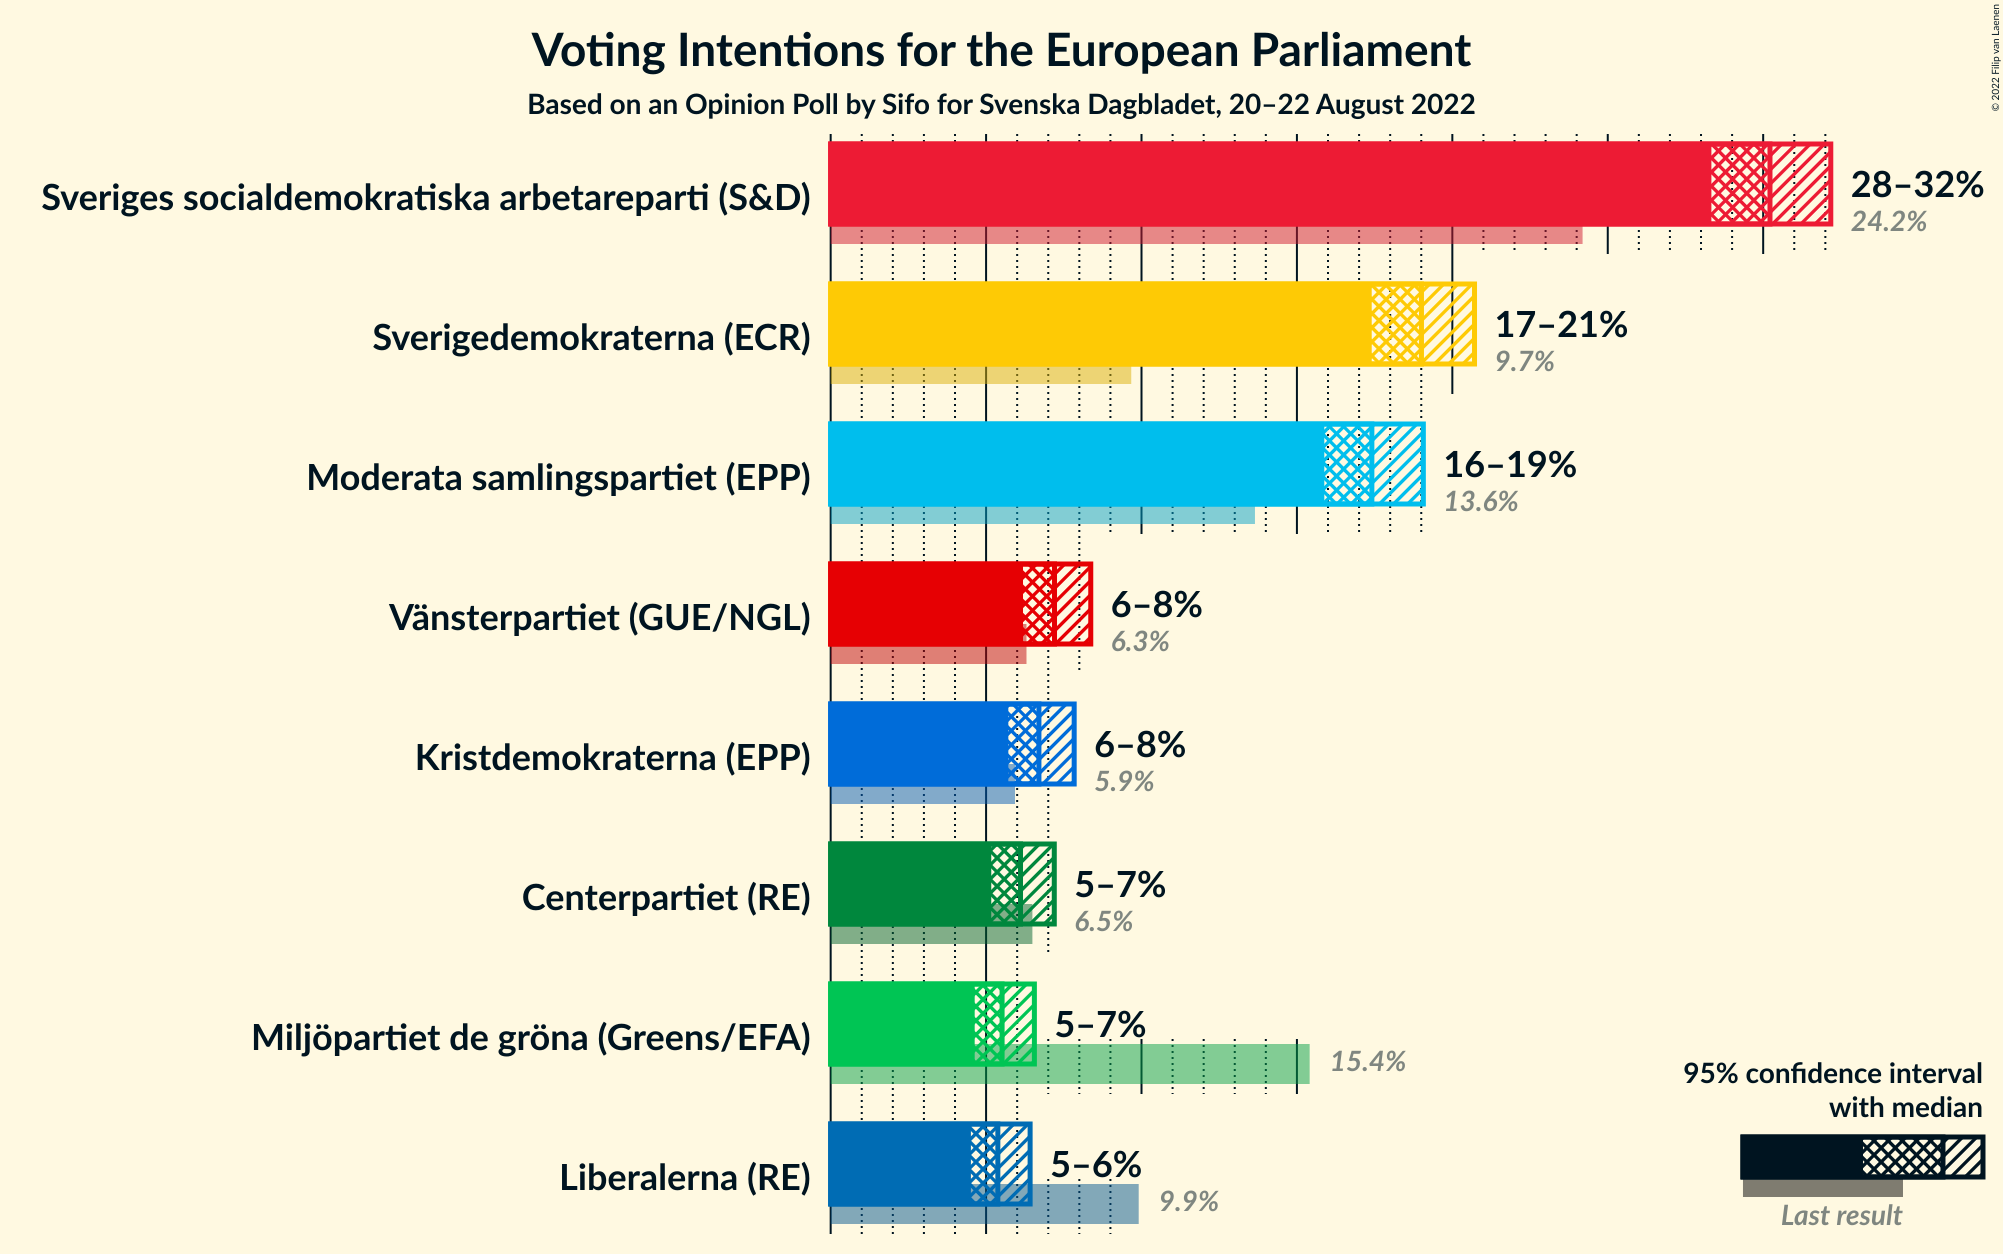 Voting Intentions for the European Parliament
Based on an Opinion Poll by Sifo for Svenska Dagbladet, 20–22 August 2022
© 2022 Filip van Laenen
Sveriges socialdemokratiska arbetareparti (S&D)
28–32%
24.2%
Sverigedemokraterna (ECR)
17–21%
9.7%
Moderata samlingspartiet (EPP)
16–19%
13.6%
Vänsterpartiet (GUE/NGL)
6–8%
6.3%
Kristdemokraterna (EPP)
6–8%
5.9%
Centerpartiet (RE)
5–7%
6.5%
Miljöpartiet de gröna (Greens/EFA)
5–7%
15.4%
Liberalerna (RE)
5–6%
9.9%
95% confidence interval
with median
Last result